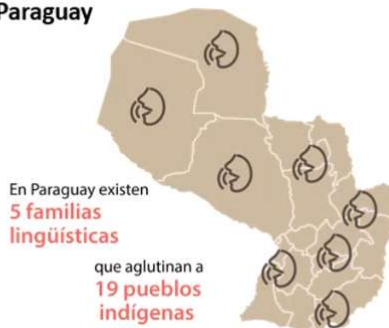 Paraguay
En Paraguay existen
5 familias
lingüísticas
que aglutinan a
19 pueblos
indígenas